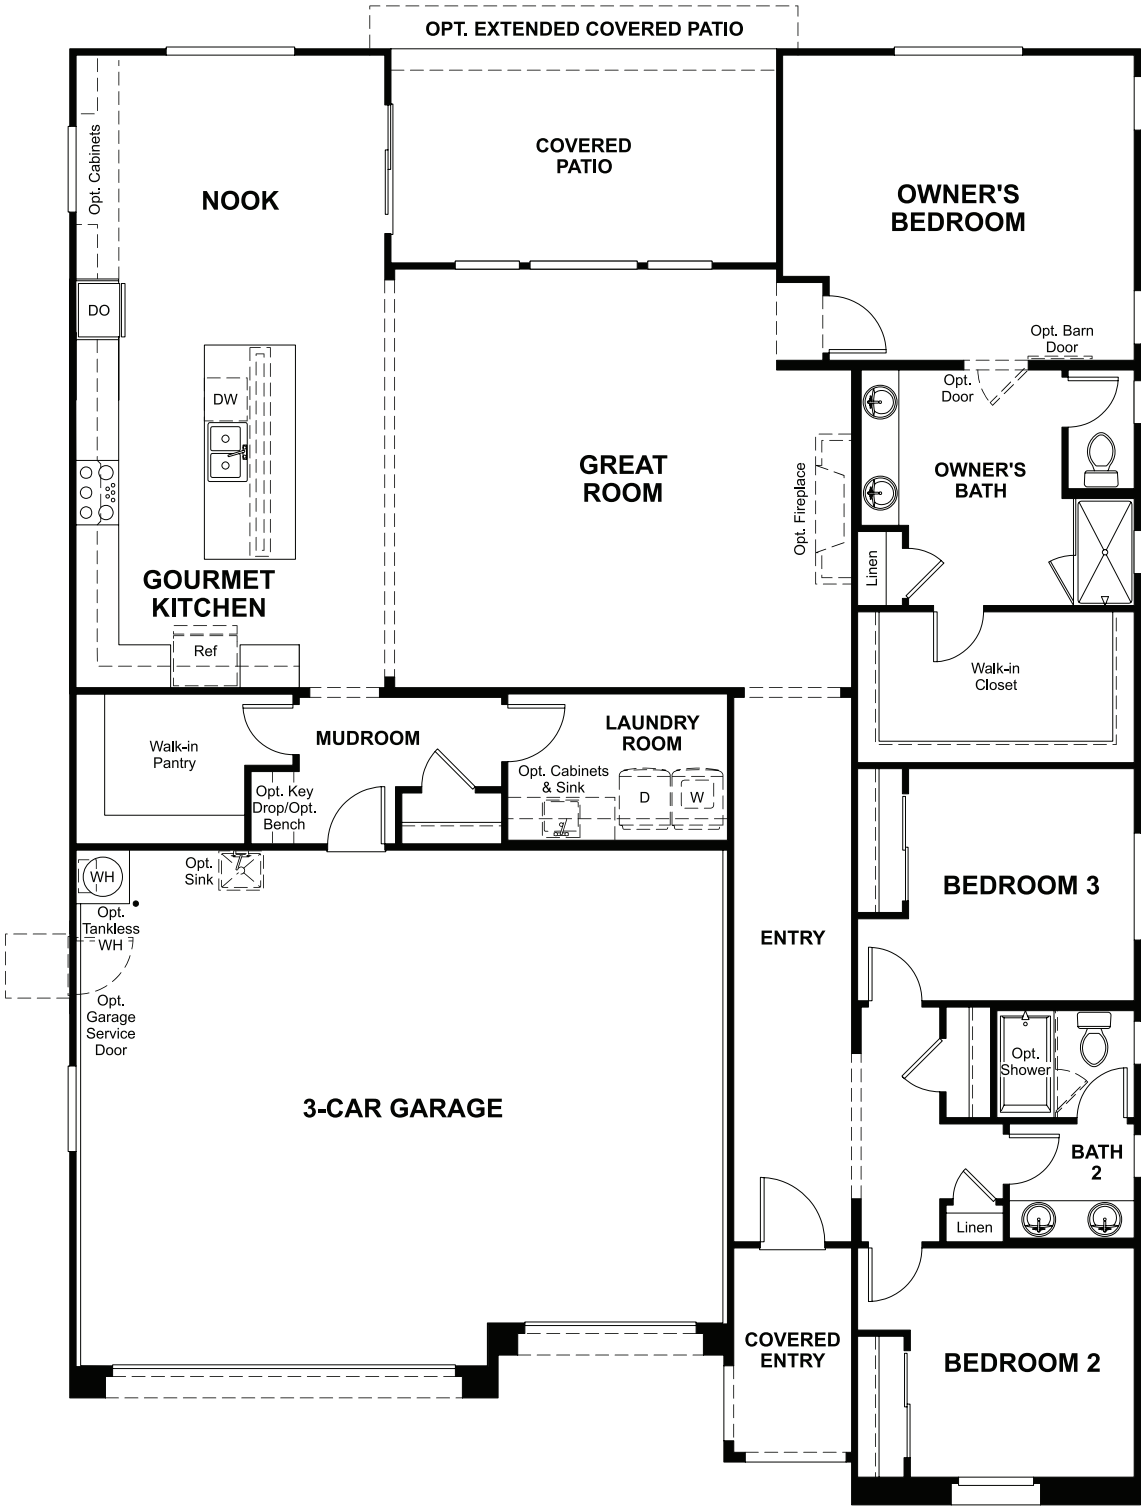 OPT. EXTENDED COVERED PATIO
COVERED
PATIO
Opt. Cabinets
NOOK
OWNER'S
BEDROOM
DO
Opt. Barn
Door
Opt.
Door
DW
GREAT
ROOM
Opt. Fireplace
OWNER'S
BATH
Linen
GOURMET
KITCHEN
Ref
Walk-in
Closet
Walk-in
Pantry
MUDROOM
LAUNDRY
ROOM
Opt. Cabinets
& Sink
D
W
Opt. Key
Drop/Opt.
Bench
WH
Opt.
Sink
Opt.
Tankless
WH
Opt.
Garage
Service
Door
BEDROOM 3
ENTRY
Opt.
Shower
3-CAR GARAGE
BATH
2
Linen
COVERED
ENTRY
BEDROOM 2